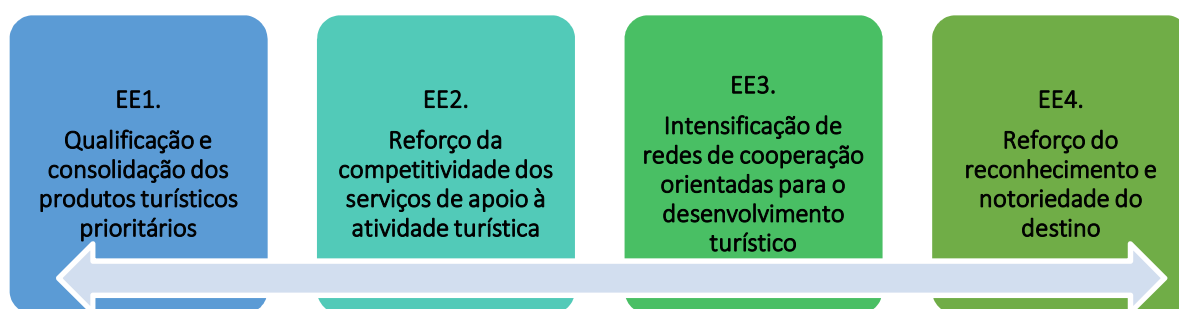 EE1.
Qualificação e
consolidação dos
produtos turísticos
prioritários
EE2.
Reforço da
competitividade dos
serviços de apoio à
atividade turística
EE3.
Intensificação de
redes de cooperação
orientadas para o
desenvolvimento
turístico
EE4.
Reforço do
reconhecimento e
notoriedade do
destino